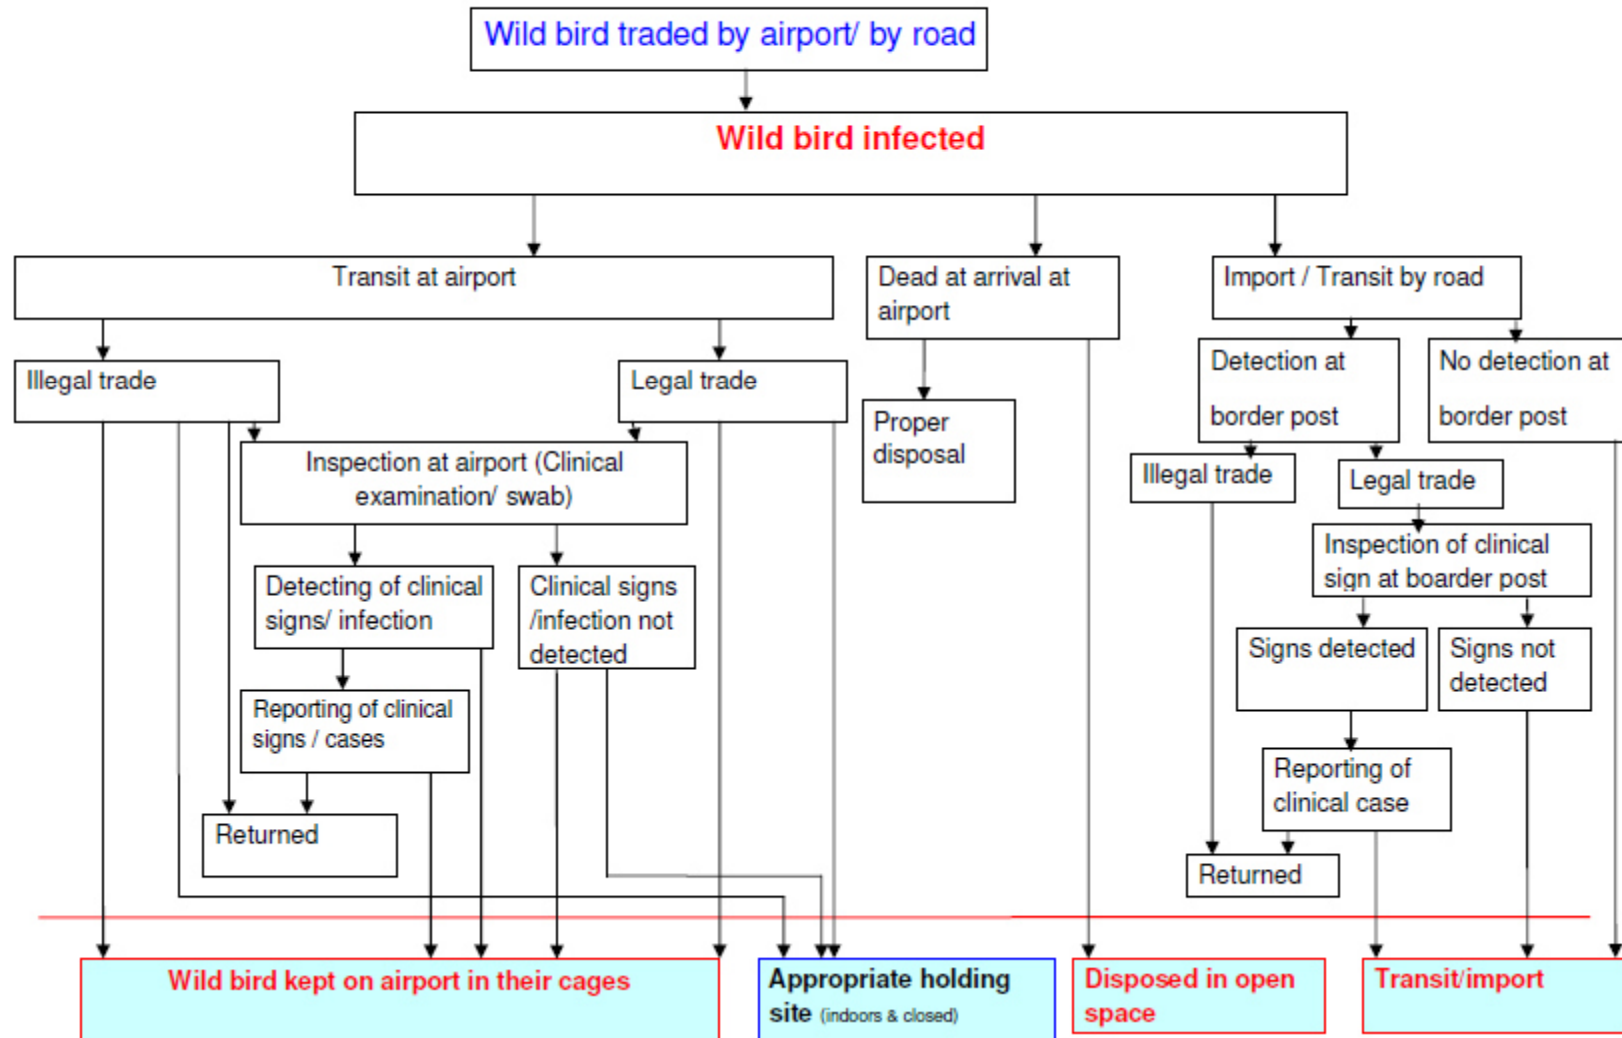 Wild bird traded by airport/ by road
Wild bird infected
Transit at airport
Dead at arrival at
airport
Import / Transit by road
Illegal trade
Legal trade
Proper
disposal
Detection at
border post
No detection at
border post
Inspection at airport (Clinical
examination/ swab)
Illegal trade
Legal trade
Inspection of clinical
sign at boarder post
Detecting of clinical
signs/ infection
Clinical signs
/infection not
detected
Signs detected
Signs not
detected
Reporting of clinical
signs / cases
Reporting of
clinical case
Returned
Returned
Wild bird kept on airport in their cages
Appropriate holding
site (indoors & closed)
Disposed in open
space
Transit/import